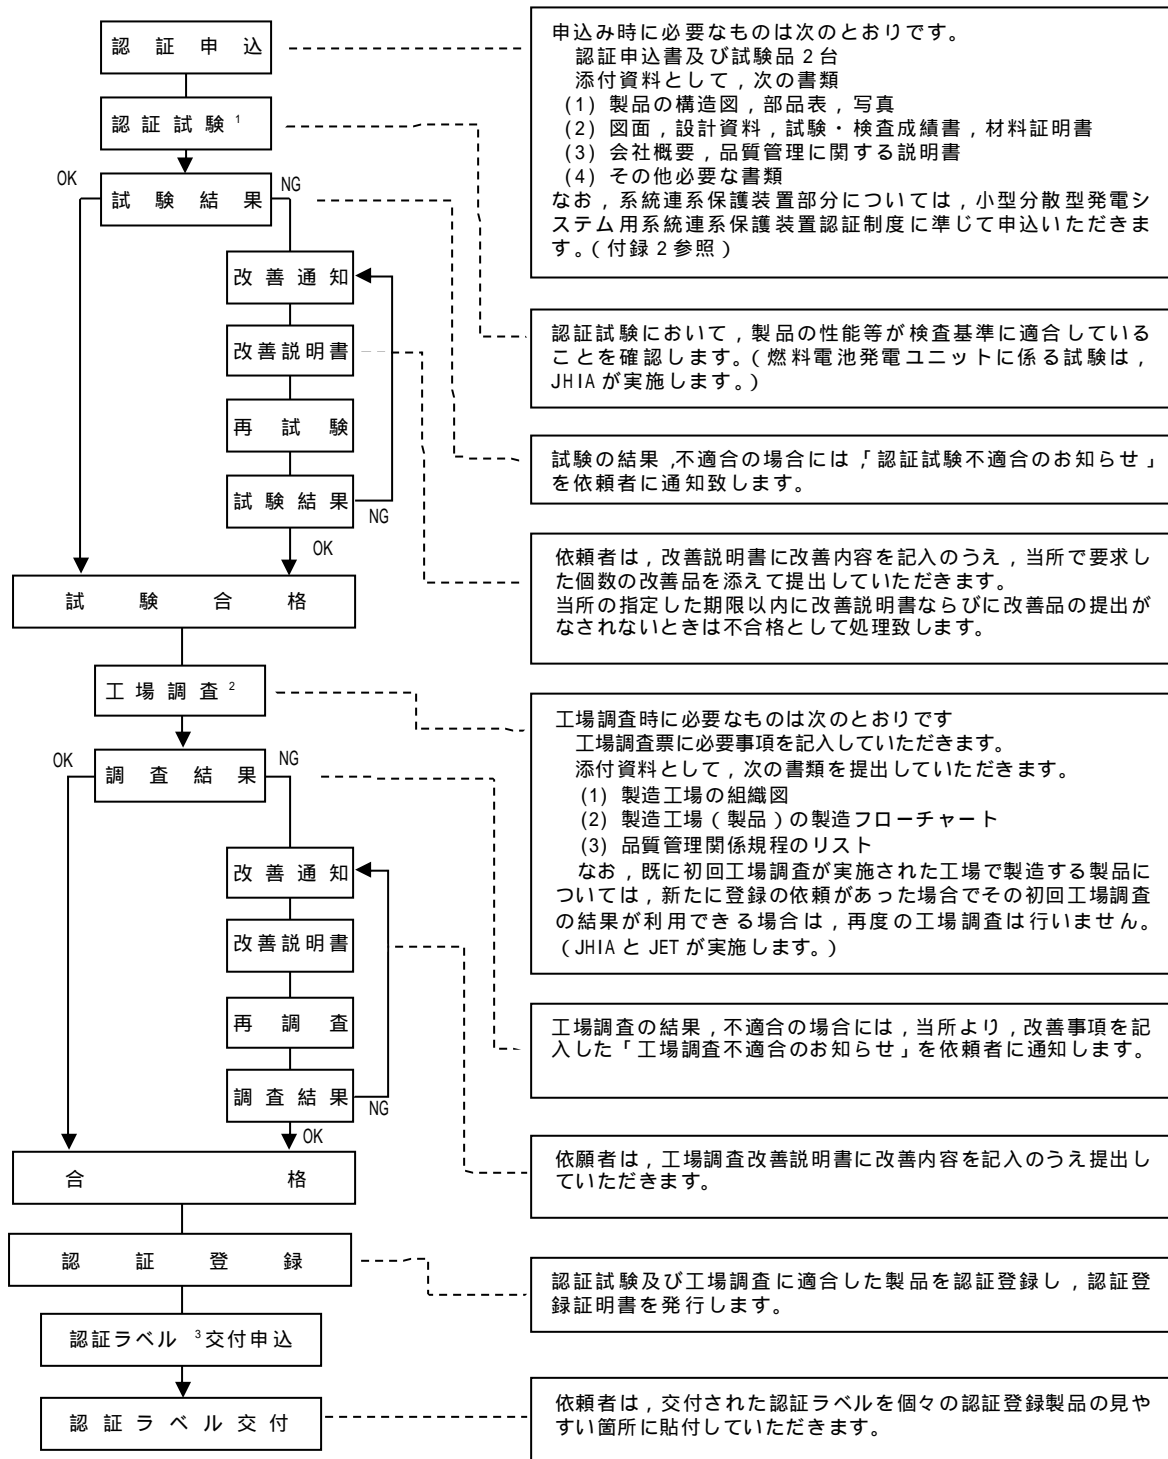 認証申込
申込み時に必要なものは次のとおりです。
認証申込書及び試験品２台
添付資料として，次の書類
(1) 製品の構造図，部品表，写真
(2) 図面，設計資料，試験・検査成績書，材料証明書
(3) 会社概要，品質管理に関する説明書
(4) その他必要な書類
なお，系統連系保護装置部分については，小型分散型発電シ
ステム用系統連系保護装置認証制度に準じて申込いただきま
す。(付録２参照)
認証試験 1
OK
試験結果
NG
改善通知
改善説明書
再試験
試験結果
NG
OK
認証試験において，製品の性能等が検査基準に適合している
ことを確認します。(燃料電池発電ユニットに係る試験は，
JHIA が実施します。)
試験の結果，不適合の場合には，「認証試験不適合のお知らせ」
を依頼者に通知致します。
依頼者は，改善説明書に改善内容を記入のうえ，当所で要求し
た個数の改善品を添えて提出していただきます。
当所の指定した期限以内に改善説明書ならびに改善品の提出が
なされないときは不合格として処理致します。
試験合格
工場調査 2
工場調査時に必要なものは次のとおりです
工場調査票に必要事項を記入していただきます。
添付資料として，次の書類を提出していただきます。
(1) 製造工場の組織図
(2) 製造工場（製品）の製造フローチャート
(3) 品質管理関係規程のリスト
なお，既に初回工場調査が実施された工場で製造する製品に
ついては，新たに登録の依頼があった場合でその初回工場調査
の結果が利用できる場合は，再度の工場調査は行いません。
(JHIA と JET が実施します。)
OK
調査結果
NG
改善通知
改善説明書
再調査
調査結果
NG
OK
工場調査の結果，不適合の場合には，当所より，改善事項を記
入した「工場調査不適合のお知らせ」を依頼者に通知します。
依願者は，工場調査改善説明書に改善内容を記入のうえ提出し
ていただきます。
合格
認証登録
認証試験及び工場調査に適合した製品を認証登録し，認証登
録証明書を発行します。
認証ラベル 3交付申込
認証ラベル交付
依頼者は，交付された認証ラベルを個々の認証登録製品の見や
すい箇所に貼付していただきます。